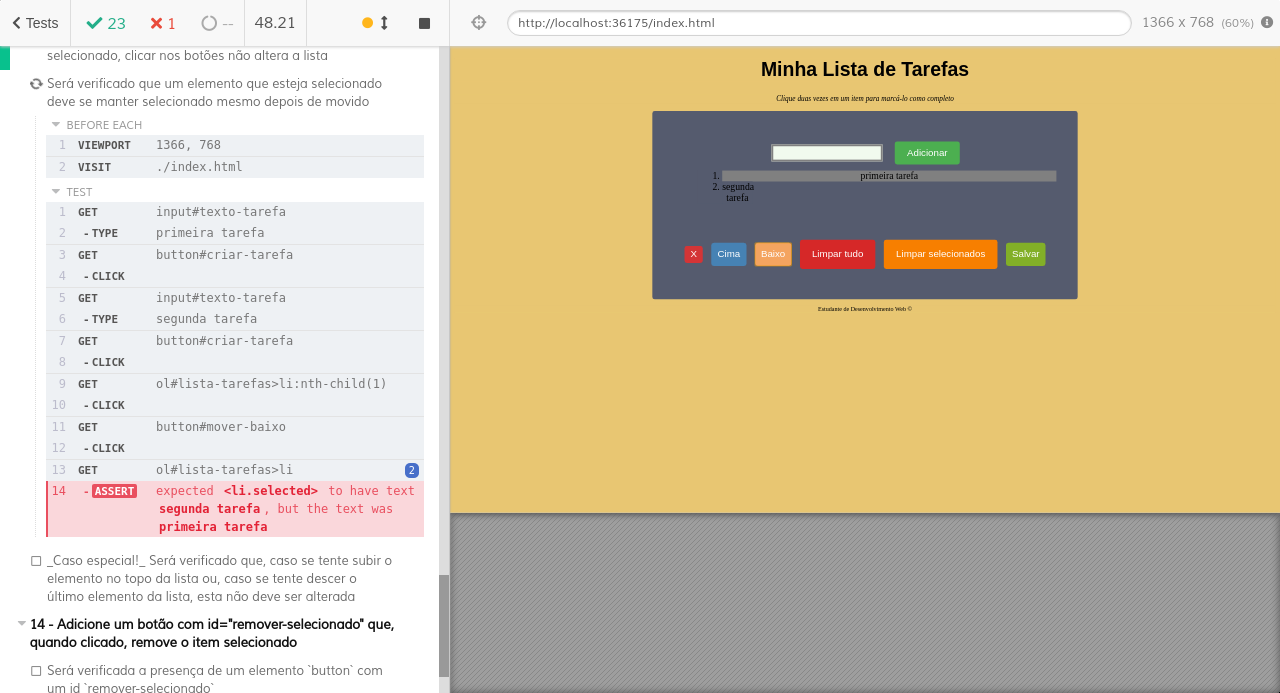 Tests
23
1
--
48.21
http://localhost:36175/index.html
1366 x 768 (60%)
selecionado, clicar nos botões não altera a lista
Será verificado que um elemento que esteja selecionado
deve se manter selecionado mesmo depois de movido
BEFORE EACH
1 VIEWPORT 1366, 768
2 VISIT ./index.html
TEST
1 GET input#texto-tarefa
2 -TYPE primeira tarefa
3 GET button#criar-tarefa
4 -CLICK
5 GET input#texto-tarefa
6 -TYPE segunda tarefa
7 GET button#criar-tarefa
8 -CLICK
9 GET ol#lista-tarefas>li:nth-child(1)
10 -CLICK
11 GET button#mover-baixo
12 -CLICK
13 GET ol#lista-tarefas>li 2
14 -ASSERT expected <li.selected> to have text
segunda tarefa, but the text was
primeira tarefa
_Caso especial!_ Será verificado que, caso se tente subir o
elemento no topo da lista ou, caso se tente descer o
último elemento da lista, esta não deve ser alterada
14 - Adicione um botão com id="remover-selecionado" que,
quando clicado, remove o item selecionado
Será verificada a presença de um elemento `button` com
um id `remover-selecionado`
Minha Lista de Tarefas
Clique duas vezes em um item para marcá-lo como completo
Adicionar
1. primeira tarefa
2. segunda
tarefa
X Cima Baixo Limpar tudo Limpar selecionados Salvar
Estudante de Desenvolvimento Web ©